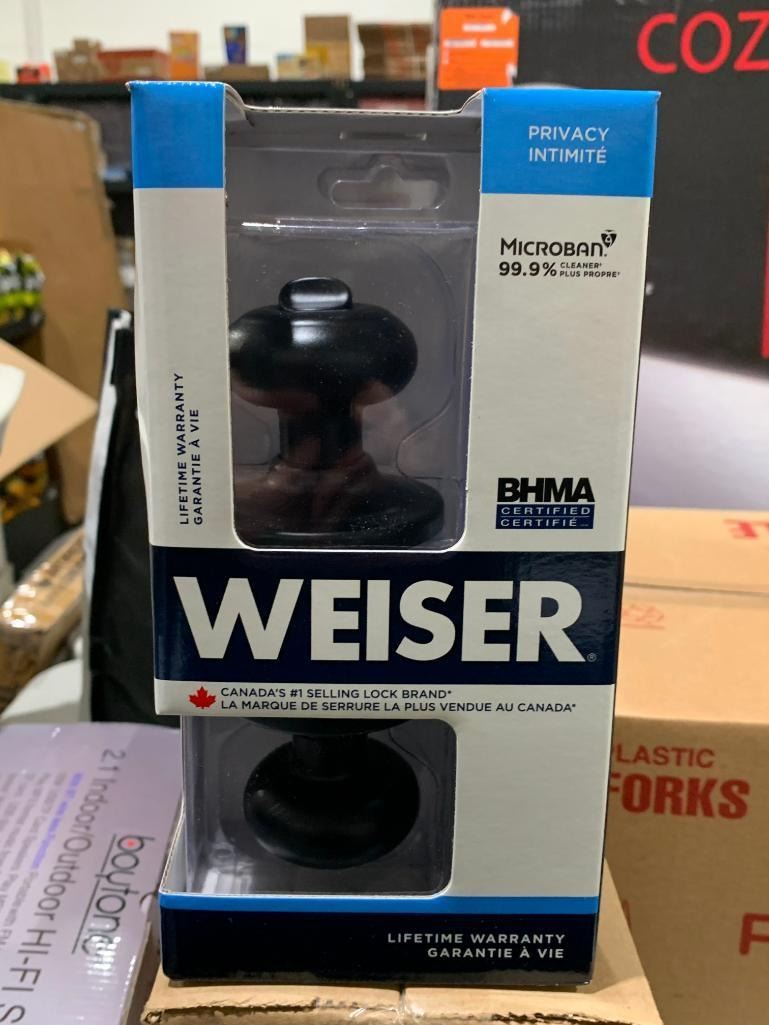 COZ
PRIVACY
INTIMITÉ
MICROBAN
99.9% CLEANER†
PLUS PROPRE†
LIFETIME WARRANTY
GARANTIE À VIE
BHMA
CERTIFIED
CERTIFIÉ
WEISER®
CANADA'S #1 SELLING LOCK BRAND*
LA MARQUE DE SERRURE LA PLUS VENDUE AU CANADA*
LIFETIME WARRANTY
GARANTIE À VIE
LASTIC
FORKS
F
boytone
2.1 Indoor/Outdoor HI-FI S